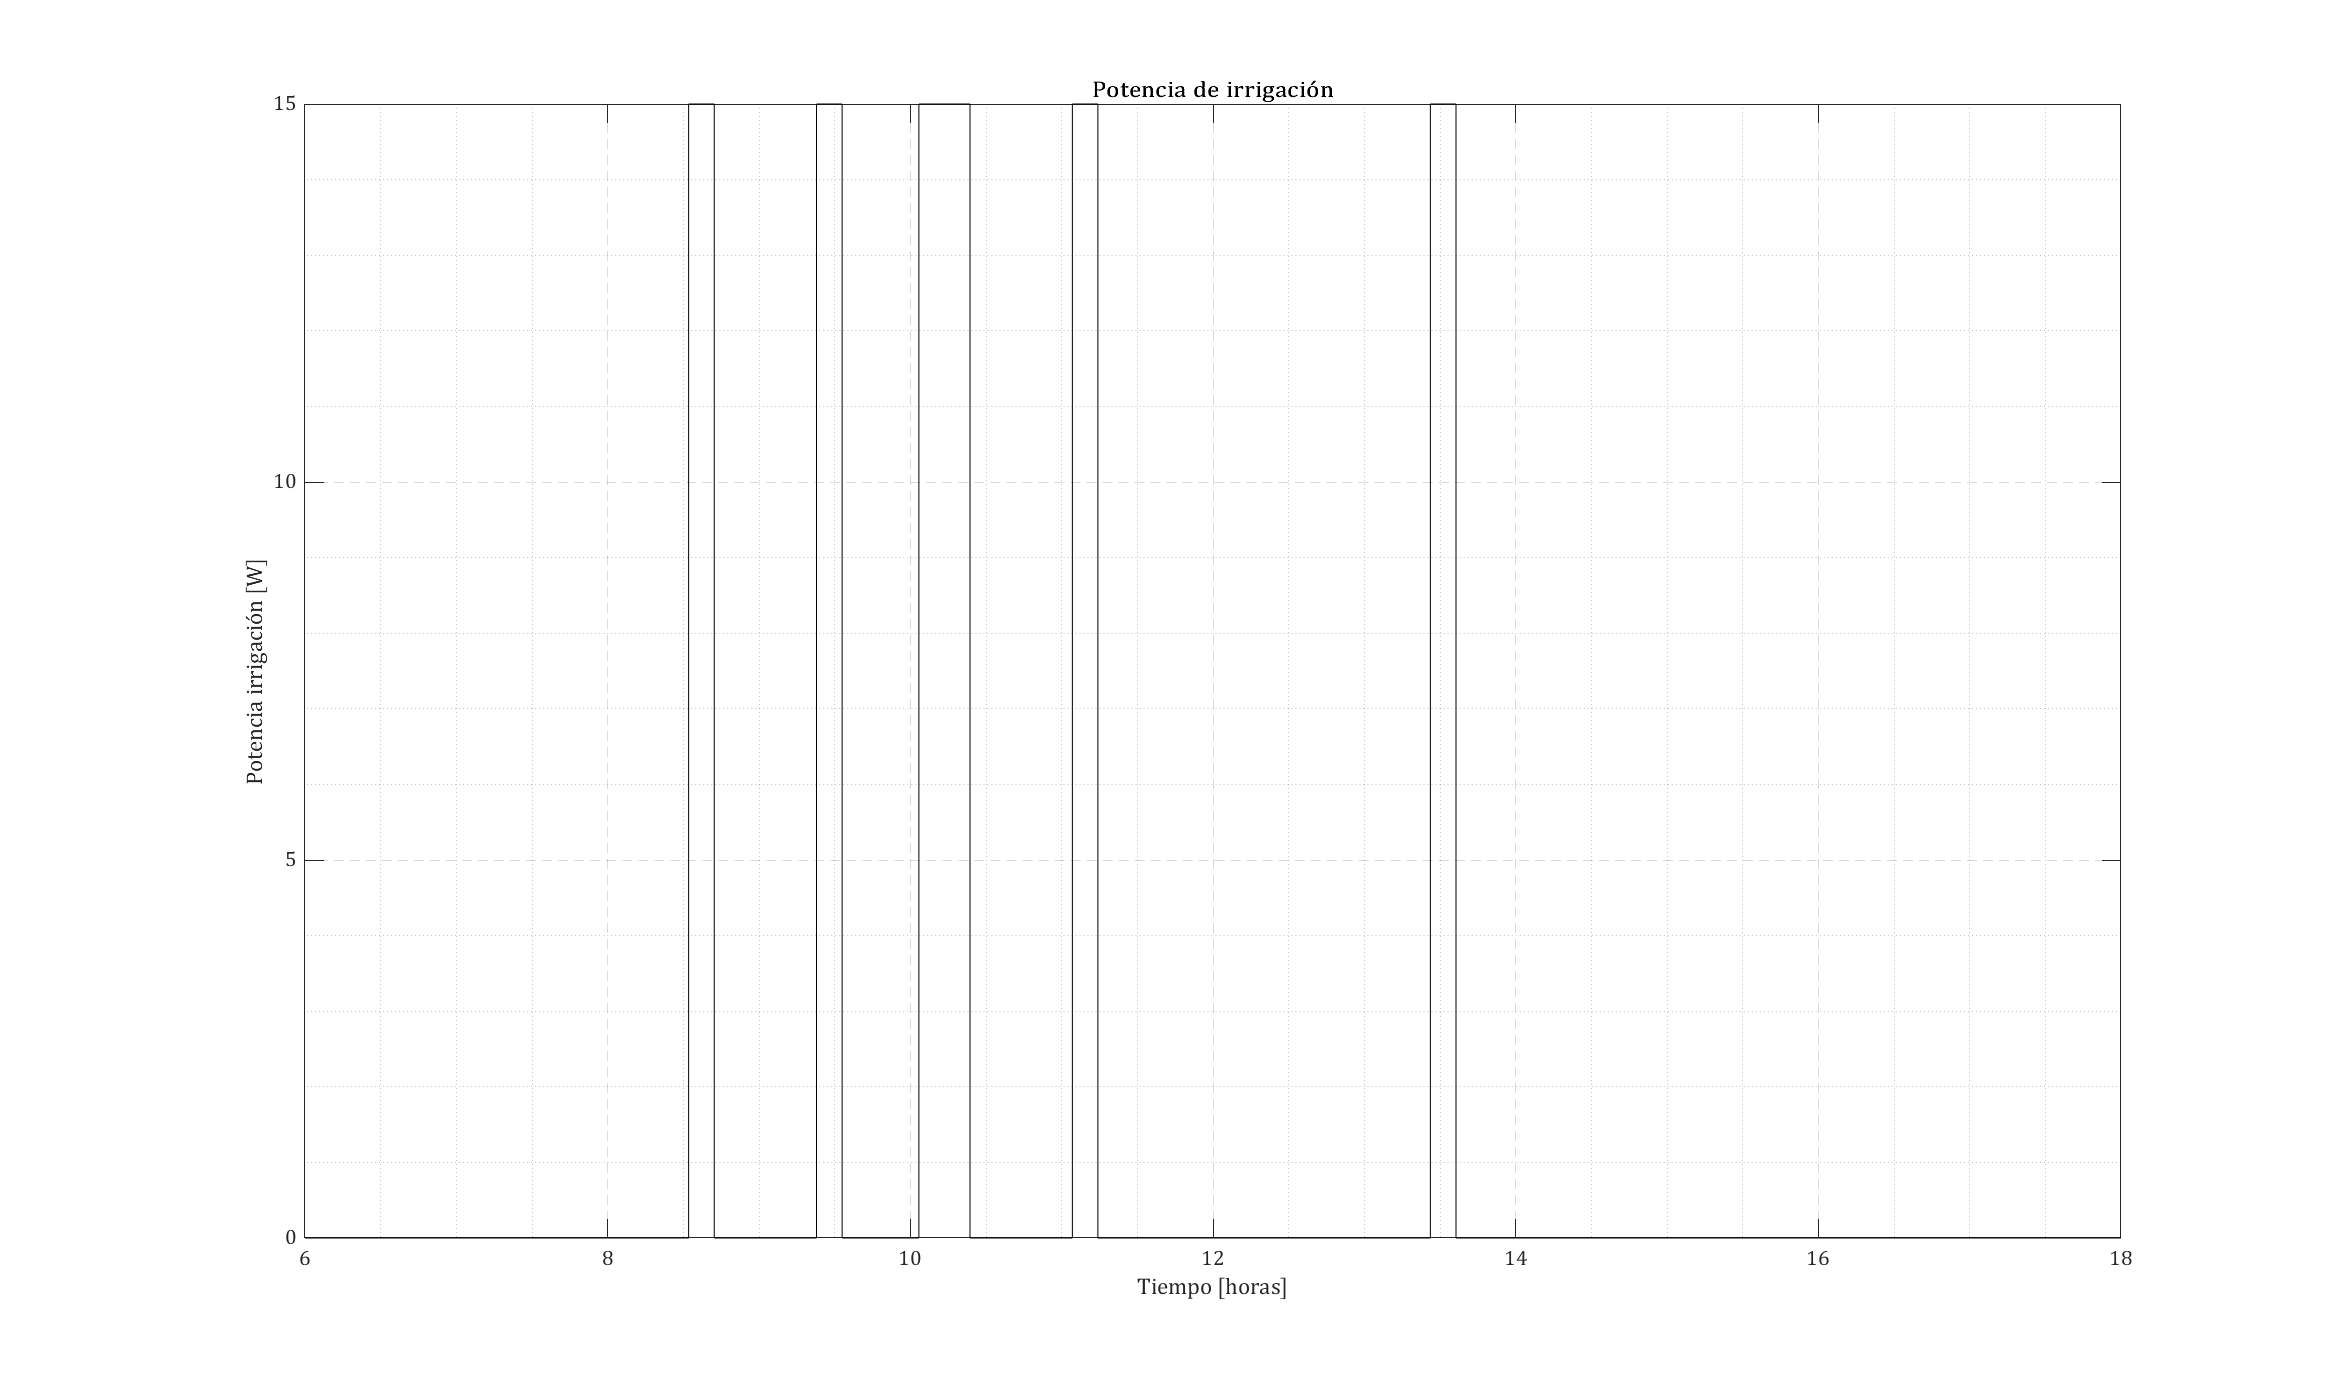 Potencia de irrigación
15
10
5
0
Potencia irrigación [W]
6 8 10 12 14 16 18
Tiempo [horas]